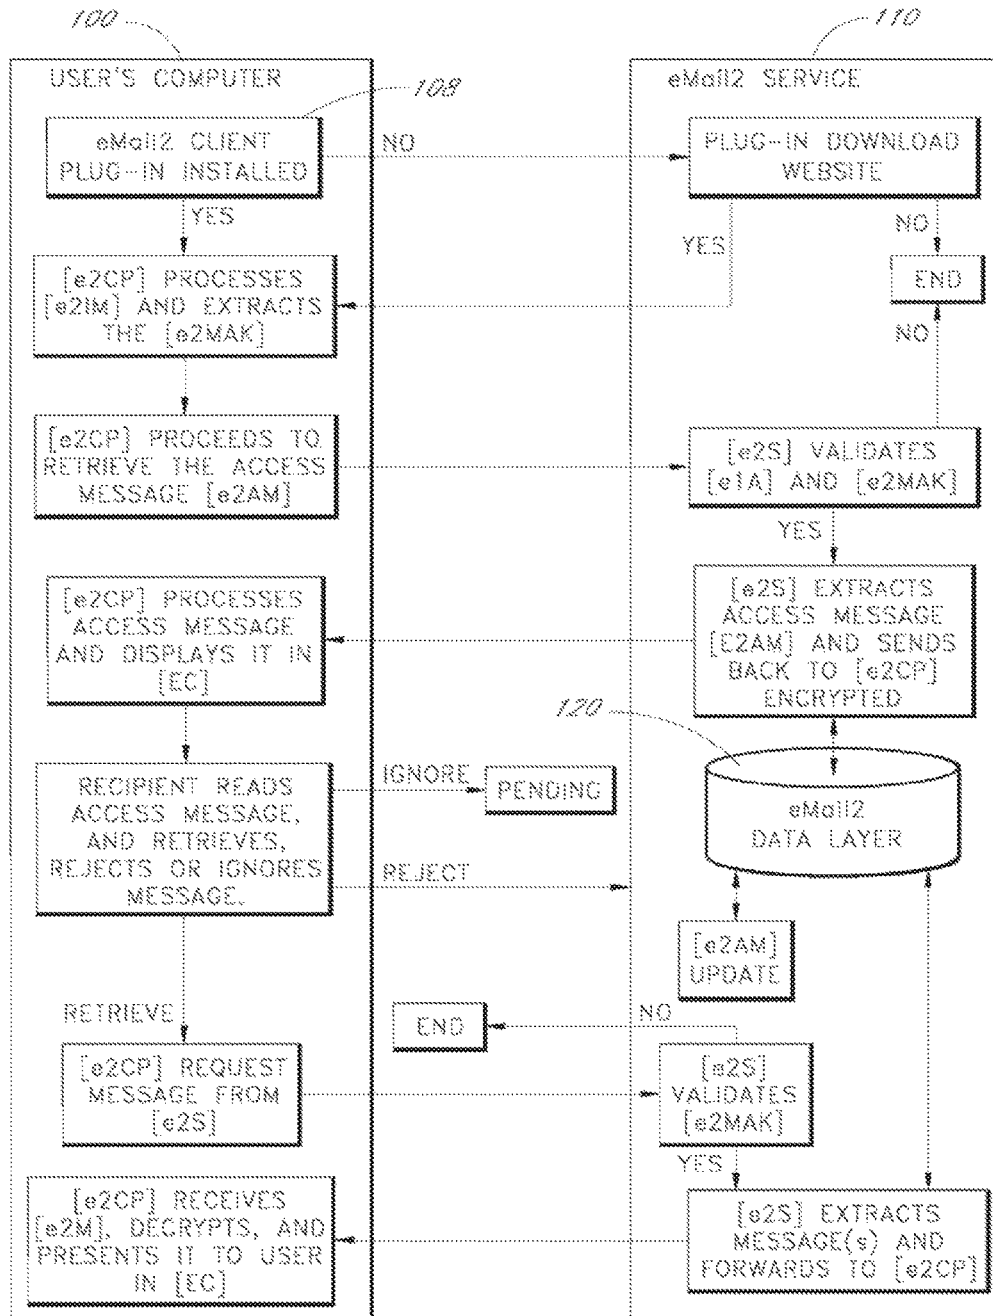 100
110
USER'S COMPUTER
eMail2 SERVICE
108
eMail2 CLIENT
PLUG-IN INSTALLED
NO
PLUG-IN DOWNLOAD
WEBSITE
YES
YES
NO
END
[e2CP] PROCESSES
[e2IM] AND EXTRACTS
THE [e2MAK]
NO
[e2CP] PROCEEDS TO
RETRIEVE THE ACCESS
MESSAGE [e2AM]
[e2S] VALIDATES
[e1A] AND [e2MAK]
YES
[e2CP] PROCESSES
ACCESS MESSAGE
AND DISPLAYS IT IN
[EC]
[e2S] EXTRACTS
ACCESS MESSAGE
[E2AM] AND SENDS
BACK TO [e2CP]
ENCRYPTED
120
RECIPIENT READS
ACCESS MESSAGE,
AND RETRIEVES,
REJECTS OR IGNORES
MESSAGE.
IGNORE
PENDING
eMail2
DATA LAYER
REJECT
[e2AM]
UPDATE
RETRIEVE
END
NO
[e2CP] REQUEST
MESSAGE FROM
[e2S]
[e2S]
VALIDATES
[e2MAK]
YES
[e2CP] RECEIVES
[e2M], DECRYPTS, AND
PRESENTS IT TO USER
IN [EC]
[e2S] EXTRACTS
MESSAGE(s) AND
FORWARDS TO [e2CP]